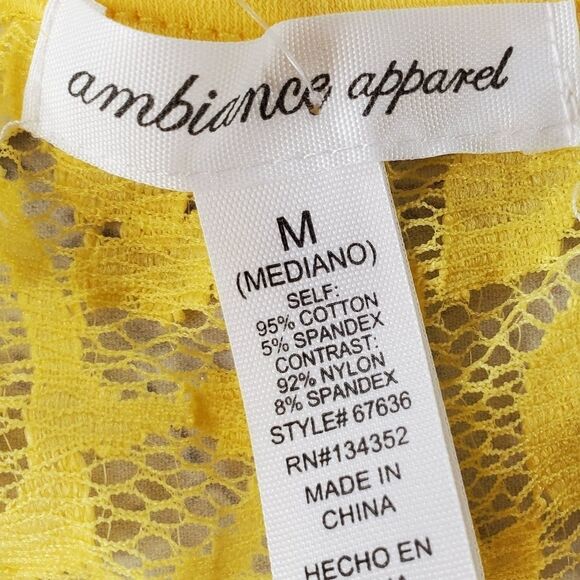 ambiance apparel
M
(MEDIANO)
SELF:
95% COTTON
5% SPANDEX
CONTRAST:
92% NYLON
8% SPANDEX
STYLE# 67636
RN#134352
MADE IN
CHINA
HECHO EN